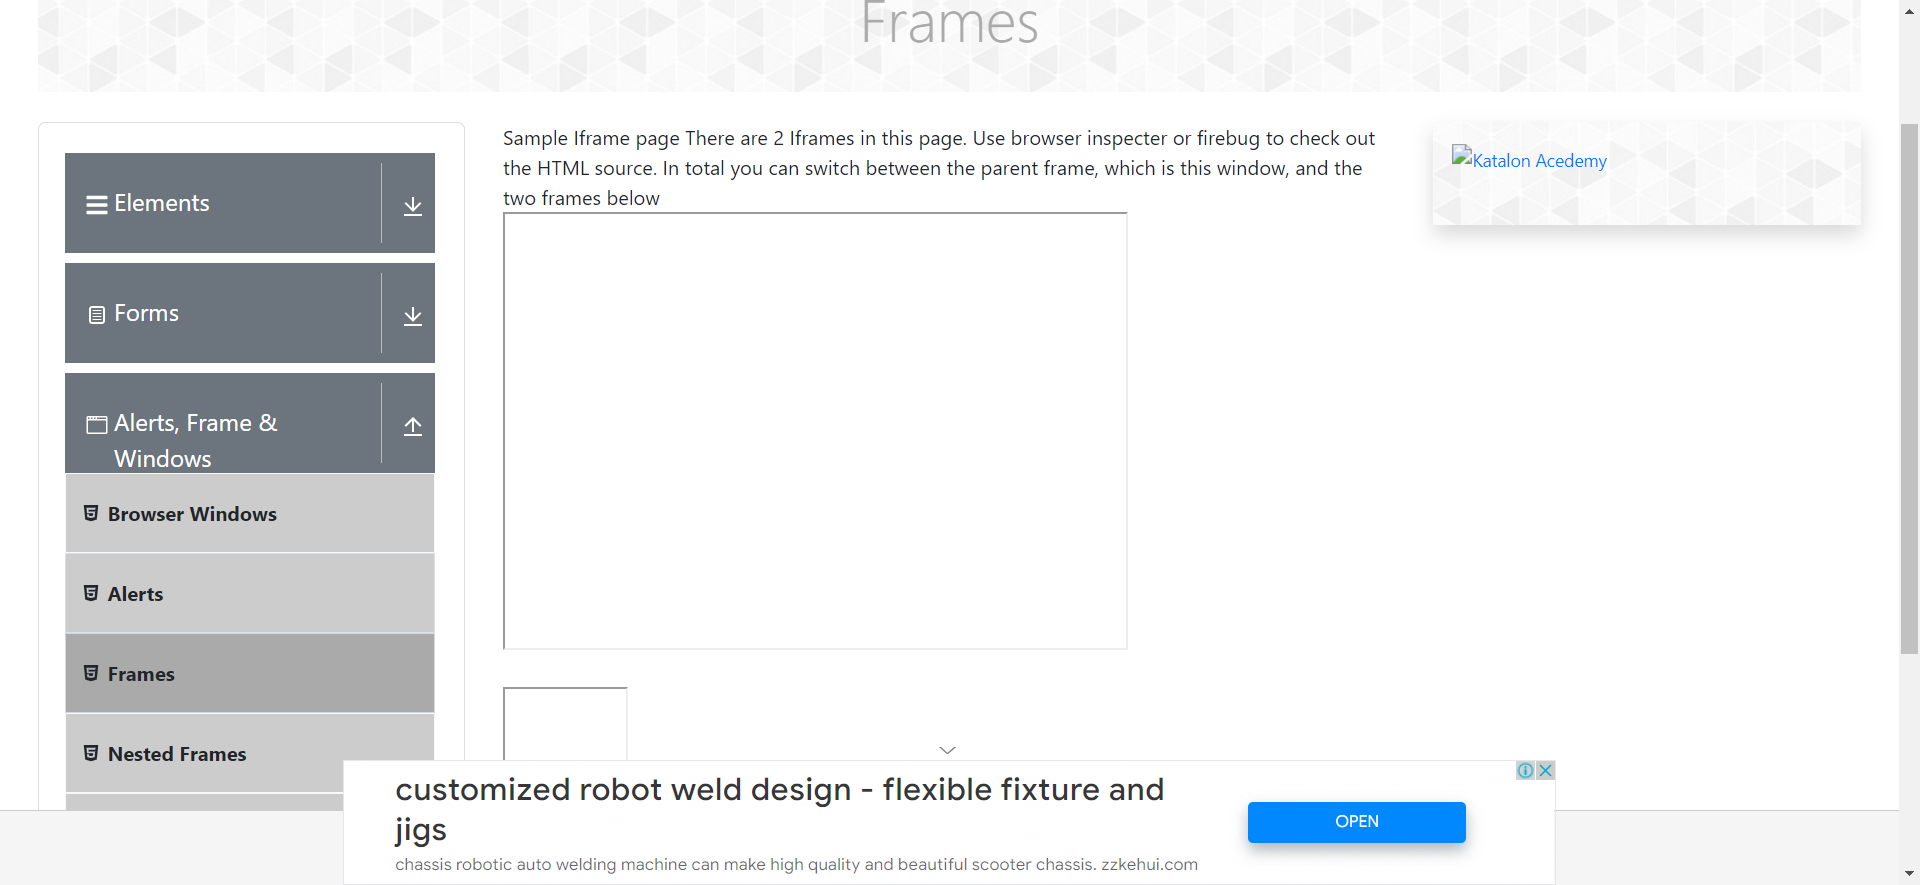 Frames
Elements
Forms
Alerts, Frame &
Windows
Browser Windows
Alerts
Frames
Nested Frames
Sample Iframe page There are 2 Iframes in this page. Use browser inspecter or firebug to check out
the HTML source. In total you can switch between the parent frame, which is this window, and the
two frames below
Katalon Acedemy
customized robot weld design - flexible fixture and
jigs
chassis robotic auto welding machine can make high quality and beautiful scooter chassis. zzkehui.com
OPEN